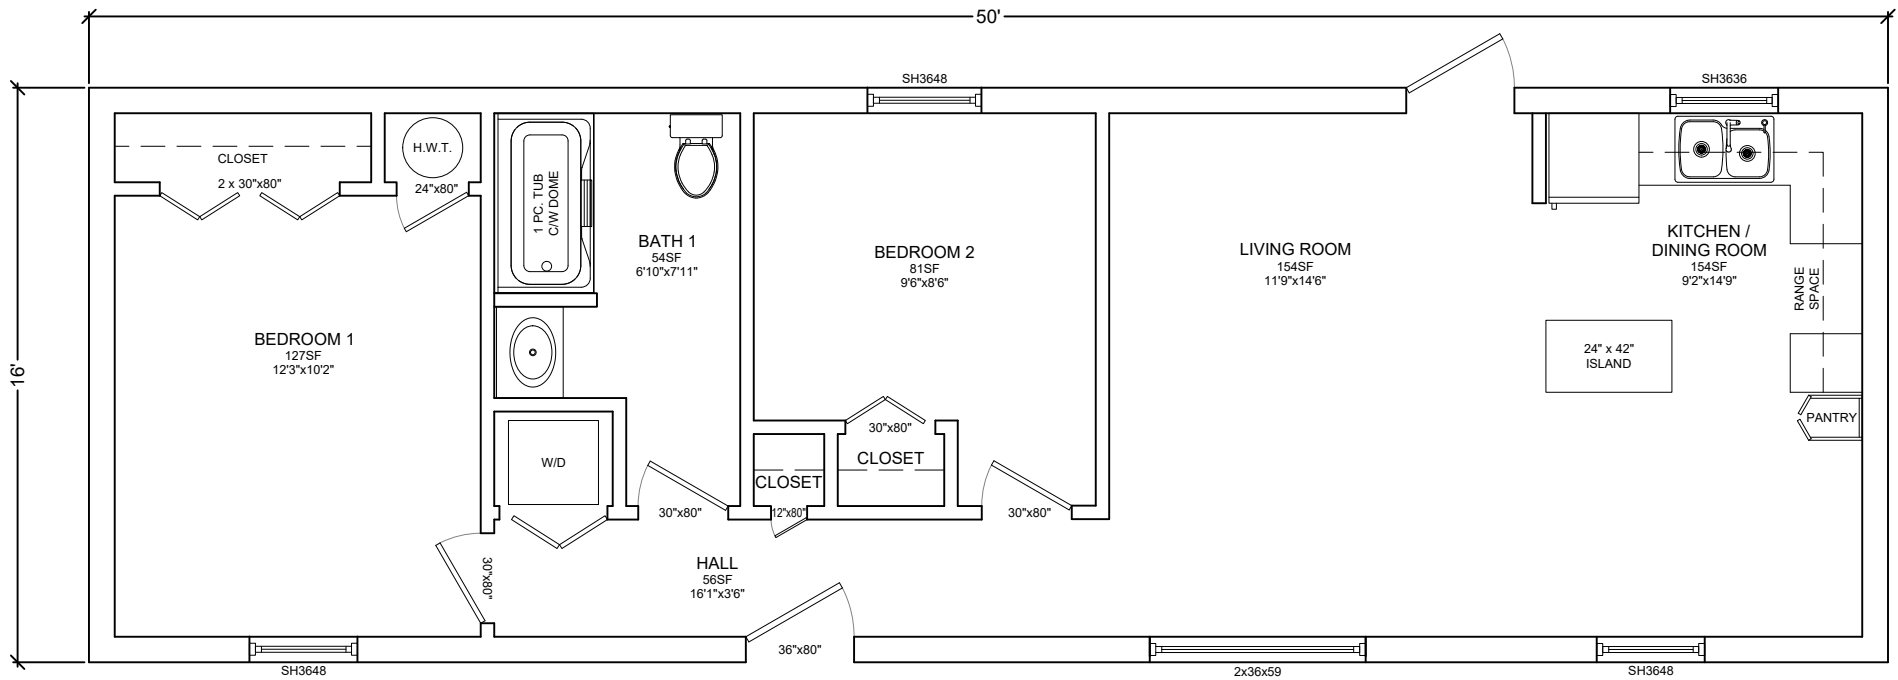 50'
16'
SH3648
SH3636
CLOSET
2 x 30"x80"
H.W.T.
24"x80"
1 PC. TUB
C/W DOME
BATH 1
54SF
6'10"x7'11"
BEDROOM 2
81SF
9'6"x8'6"
LIVING ROOM
154SF
11'9"x14'6"
KITCHEN /
DINING ROOM
154SF
9'2"x14'9"
RANGE
SPACE
BEDROOM 1
127SF
12'3"x10'2"
24" x 42"
ISLAND
PANTRY
30"x80"
CLOSET
W/D
CLOSET
30"x80"
12"x80"
30"x80"
30"x80"
HALL
56SF
16'1"x3'6"
36"x80"
SH3648
2x36x59
SH3648